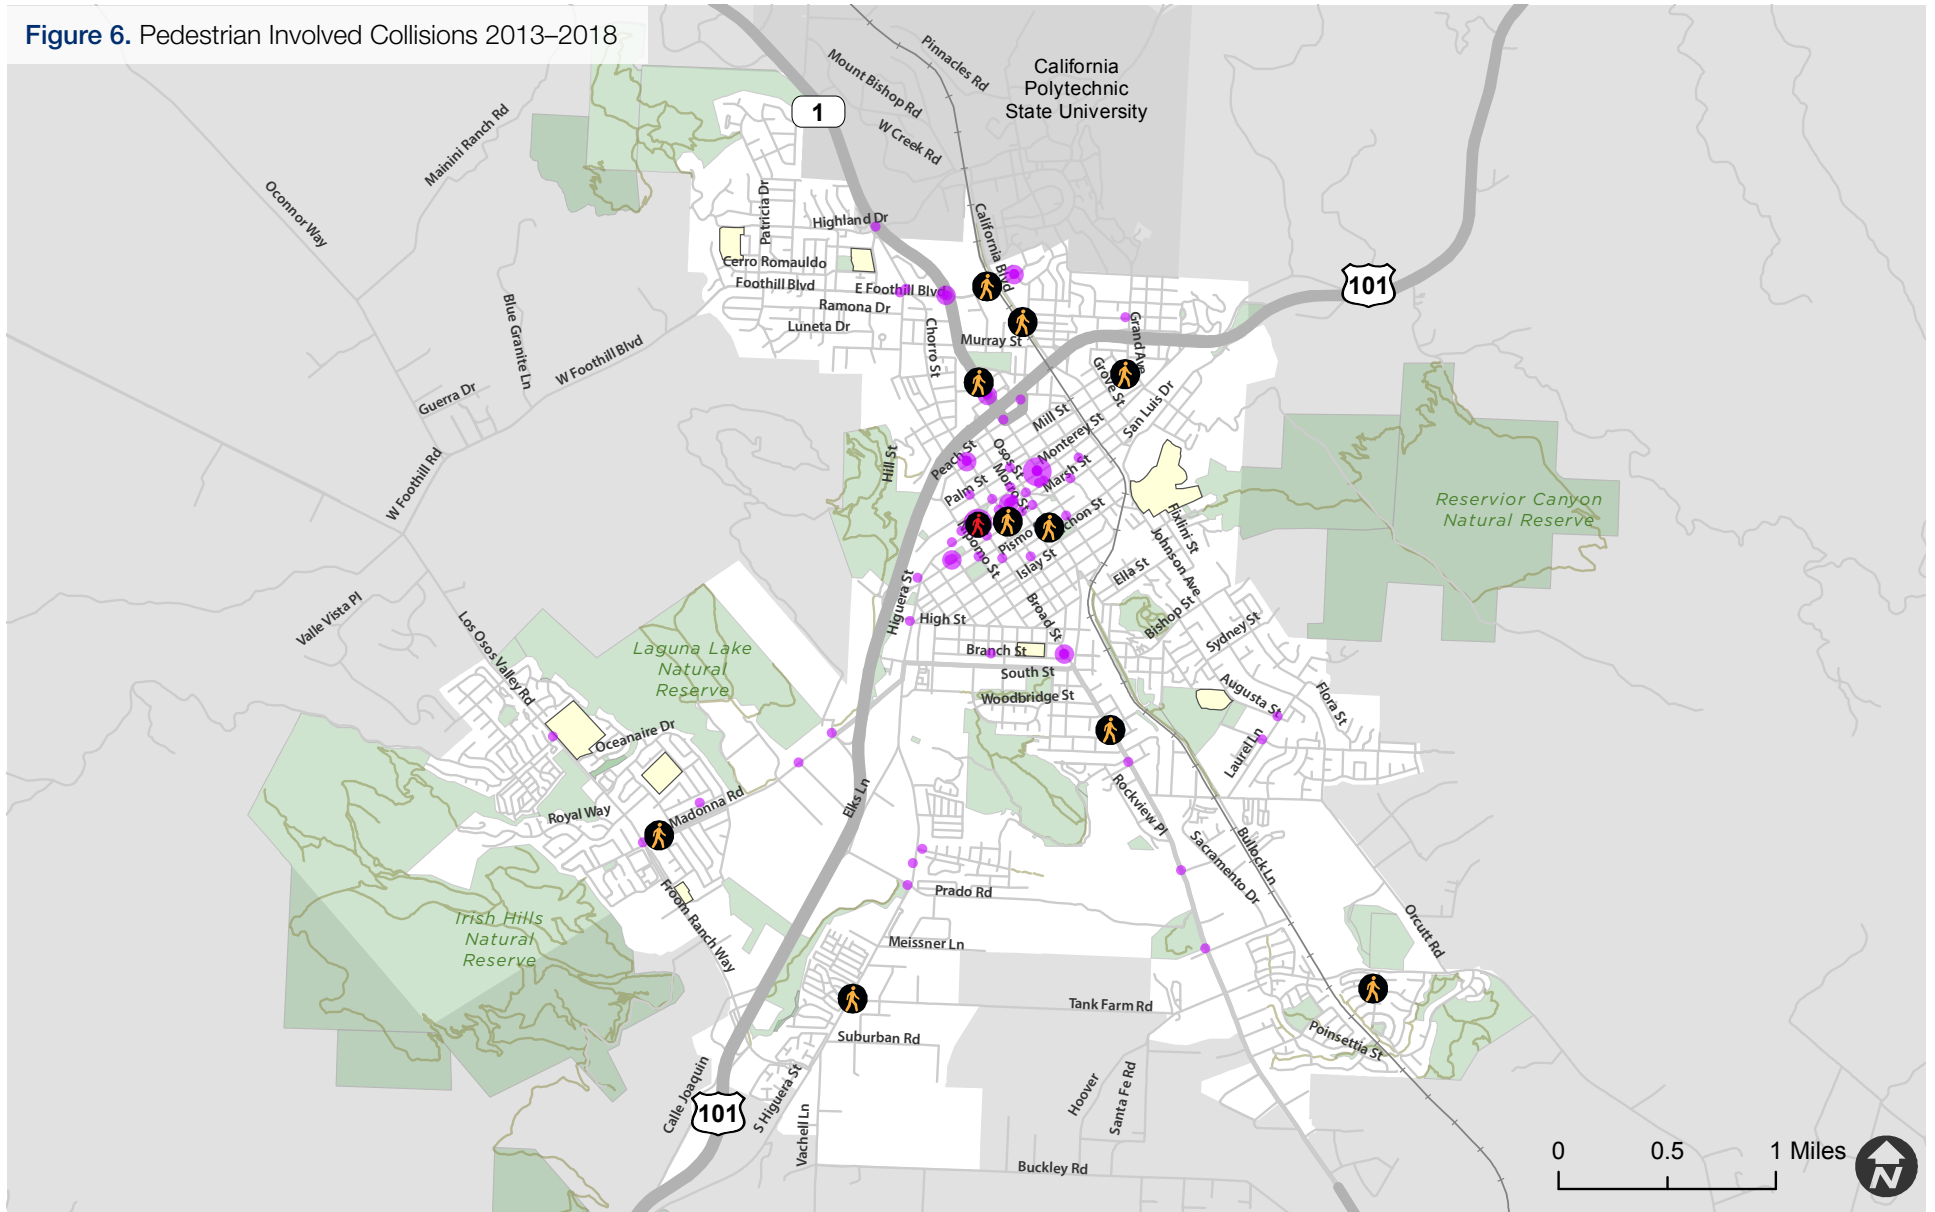 Figure 6. Pedestrian Involved Collisions 2013–2018
Pinnacles Rd
Mount Bishop Rd
California
Polytechnic
State University
1
W Creek Rd
Mainini Ranch Rd
Oconnor Way
Patricia Dr
Highland Dr
California Blvd
Cerro Romauldo
Foothill Blvd
E Foothill Blvd
101
Ramona Dr
Luneta Dr
Blue Granite Ln
Chorro St
Murray St
Grand Ave
W Foothill Blvd
Guerra Dr
Grove St
San Luis Dr
Mill St
Monterey St
Osos St
Peach St
Hill St
Marsh St
Morro St
Palm St
W Foothill Rd
Reservior Canyon
Natural Reserve
Fixlini St
Pismo
chon St
Islay St
Johnson Ave
Ella St
Higuera St
Broad St
Bishop St
High St
Sydney St
Valle Vista Pl
Los Osos Valley Rd
Laguna Lake
Natural
Reserve
Branch St
South St
Woodbridge St
Augusta St
Flora St
Laurel Ln
Oceanaire Dr
Madonna Rd
Royal Way
Elks Ln
Rockview Pl
Sacramento Dr
Bullock Ln
Prado Rd
Froom Ranch Way
Irish Hills
Natural
Reserve
Orcutt Rd
Meissner Ln
Tank Farm Rd
Suburban Rd
Poinsettia St
Calle Joaquin
101
S Higuera St
Vachell Ln
Hoover
Santa Fe Rd
Buckley Rd
0 0.5 1 Miles
N